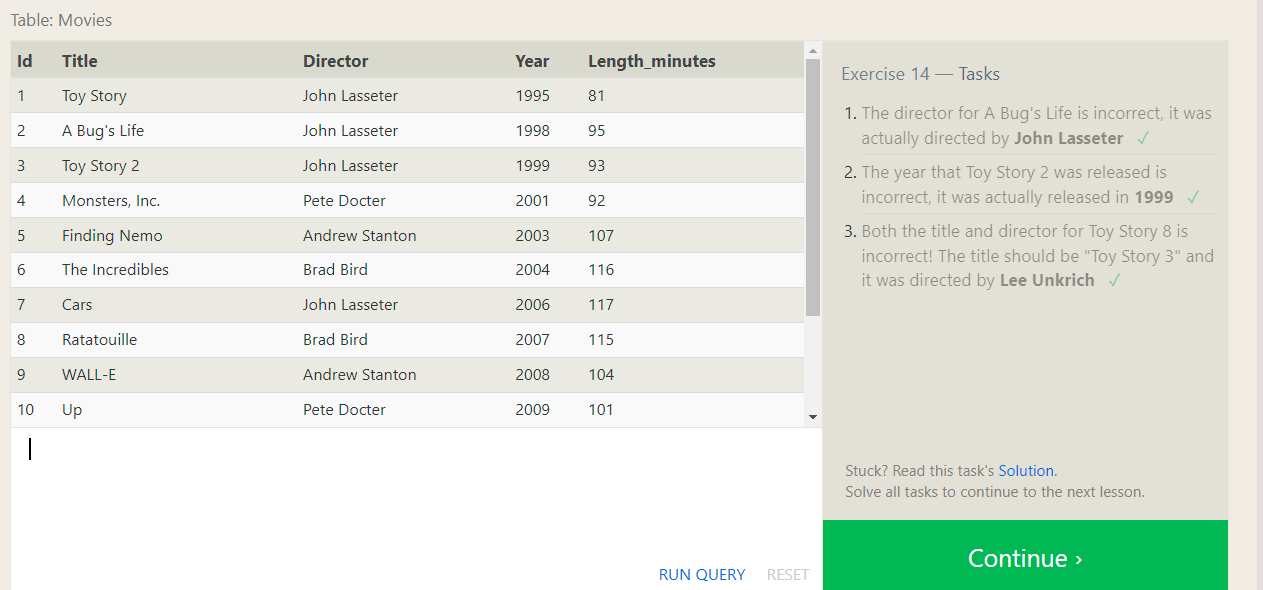 Table: Movies
Id Title Director Year Length_minutes
1 Toy Story John Lasseter 1995 81
2 A Bug's Life John Lasseter 1998 95
3 Toy Story 2 John Lasseter 1999 93
4 Monsters, Inc. Pete Docter 2001 92
5 Finding Nemo Andrew Stanton 2003 107
6 The Incredibles Brad Bird 2004 116
7 Cars John Lasseter 2006 117
8 Ratatouille Brad Bird 2007 115
9 WALL-E Andrew Stanton 2008 104
10 Up Pete Docter 2009 101
RUN QUERY RESET
Exercise 14 — Tasks
1. The director for A Bug's Life is incorrect, it was
actually directed by John Lasseter ✓
2. The year that Toy Story 2 was released is
incorrect, it was actually released in 1999 ✓
3. Both the title and director for Toy Story 8 is
incorrect! The title should be "Toy Story 3" and
it was directed by Lee Unkrich ✓
Stuck? Read this task's Solution.
Solve all tasks to continue to the next lesson.
Continue ›